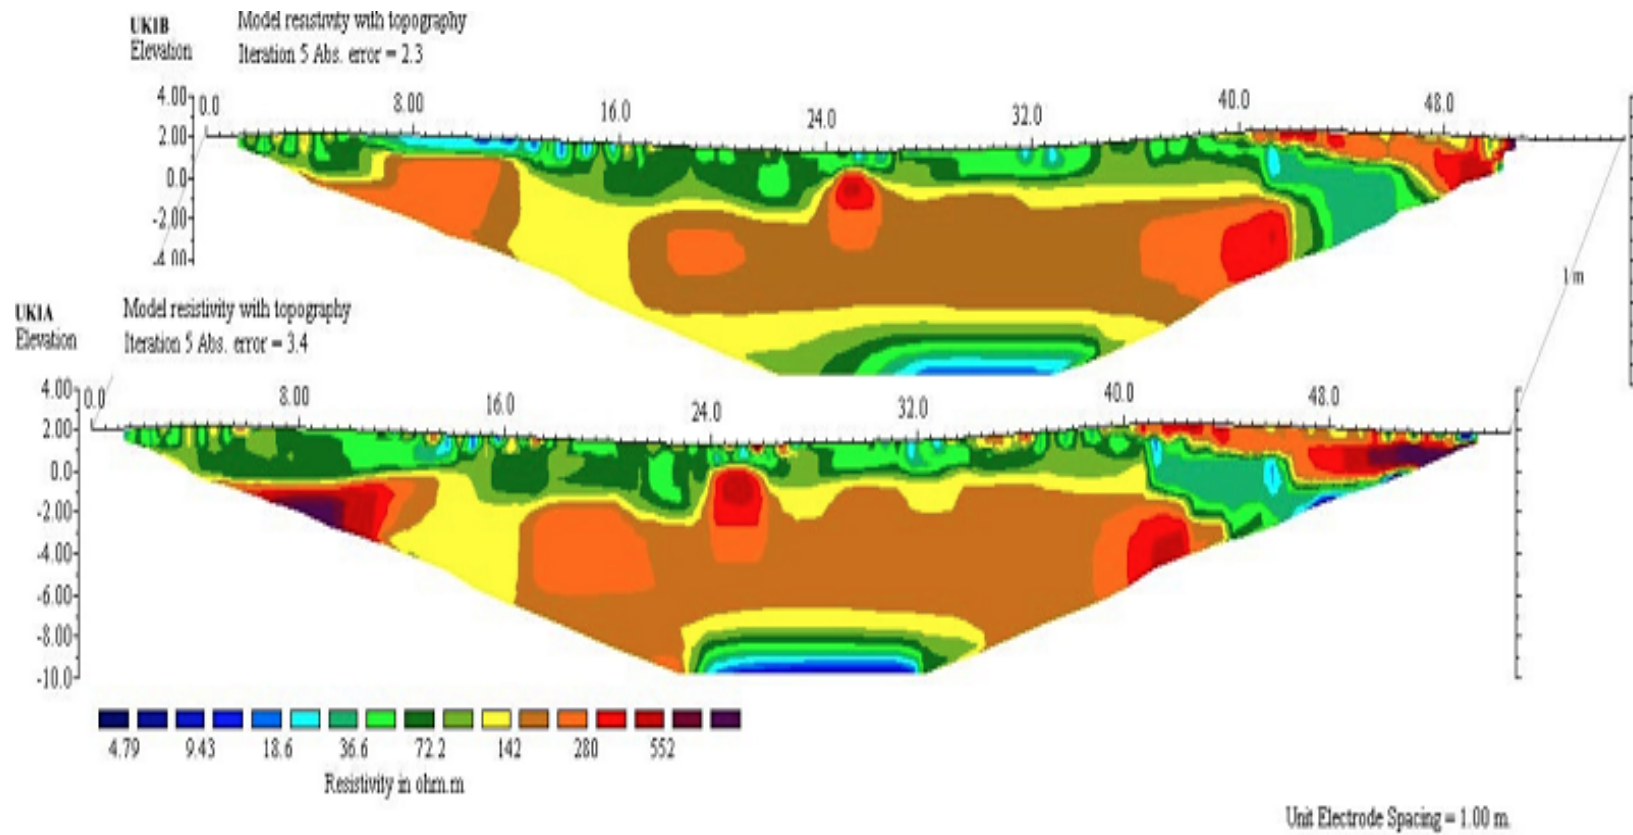 UK1B
Model resistivity with topography
Elevation
Iteration 5 Abs. error = 2.3
4.00
0.0
8.00
16.0
24.0
32.0
40.0
48.0
2.00
0.0
-2.00
-4.00
1 m
UK1A
Model resistivity with topography
Elevation
Iteration 5 Abs. error = 3.4
4.00
0.0
8.00
16.0
24.0
32.0
40.0
48.0
2.00
0.0
-2.00
-4.00
-6.00
-8.00
-10.0
4.79 9.43 18.6 36.6 72.2 142 280 552
Resistivity in ohm.m
Unit Electrode Spacing = 1.00 m.